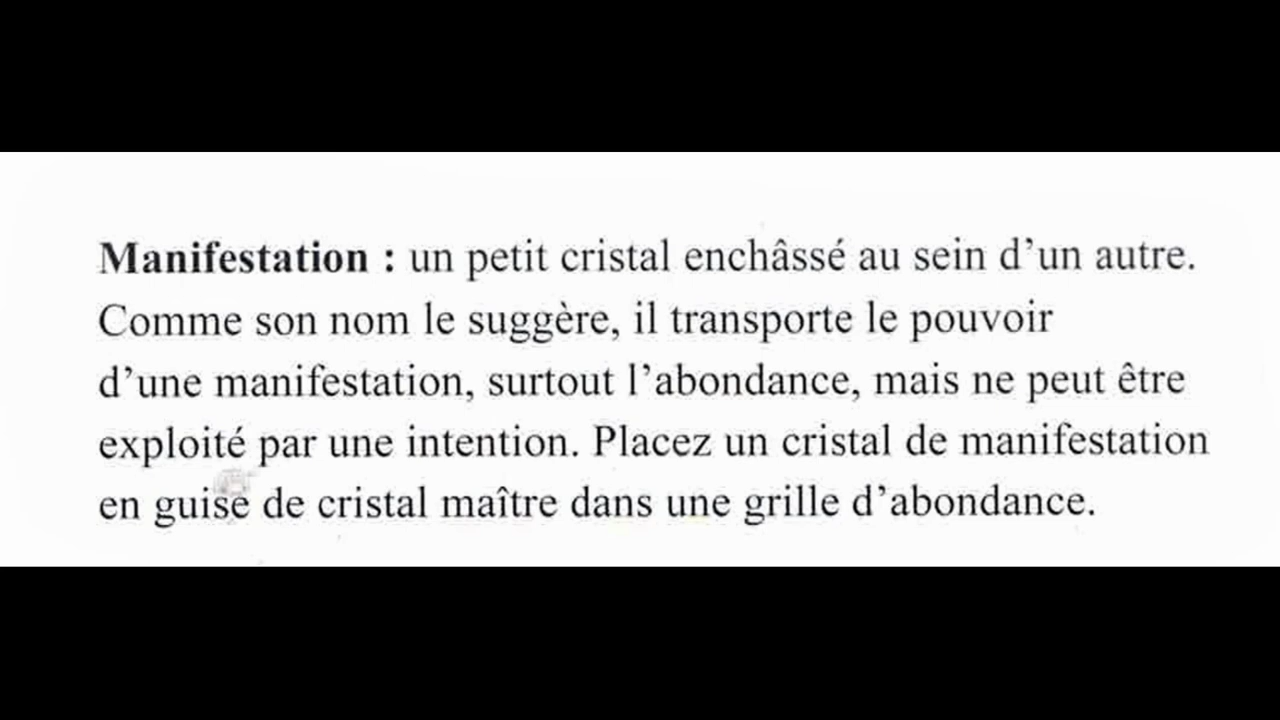 Manifestation : un petit cristal enchâssé au sein d’un autre.
Comme son nom le suggère, il transporte le pouvoir
d’une manifestation, surtout l’abondance, mais ne peut être
exploité par une intention. Placez un cristal de manifestation
en guise de cristal maître dans une grille d’abondance.